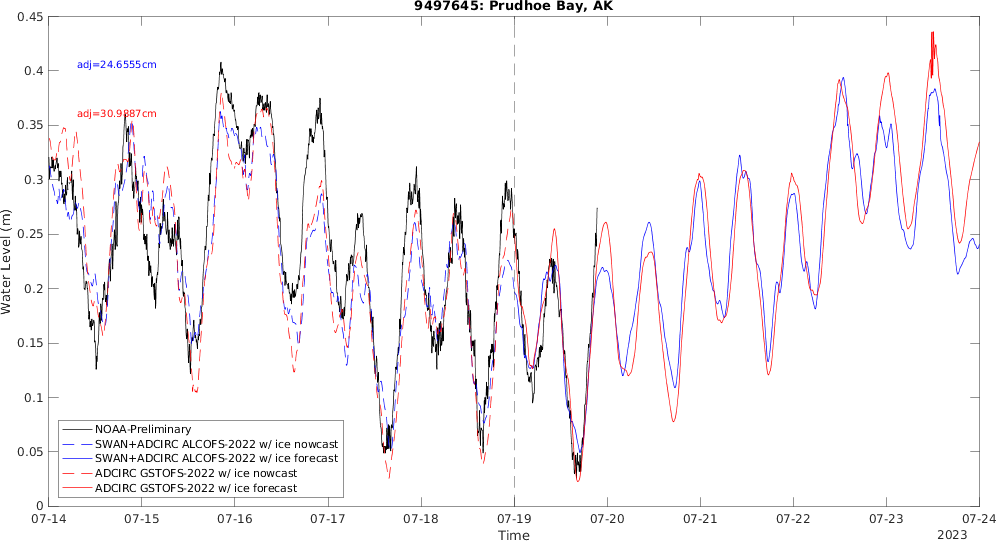 9497645: Prudhoe Bay, AK
0.45
0.4
0.35
0.3
0.25
0.2
0.15
0.1
0.05
0
Water Level (m)
adj=24.6555cm
adj=30.9887cm
NOAA-Preliminary
SWAN+ADCIRC ALCOFS-2022 w/ ice nowcast
SWAN+ADCIRC ALCOFS-2022 w/ ice forecast
ADCIRC GSTOFS-2022 w/ ice nowcast
ADCIRC GSTOFS-2022 w/ ice forecast
07-14 07-15 07-16 07-17 07-18 07-19 07-20 07-21 07-22 07-23 07-24
Time
2023